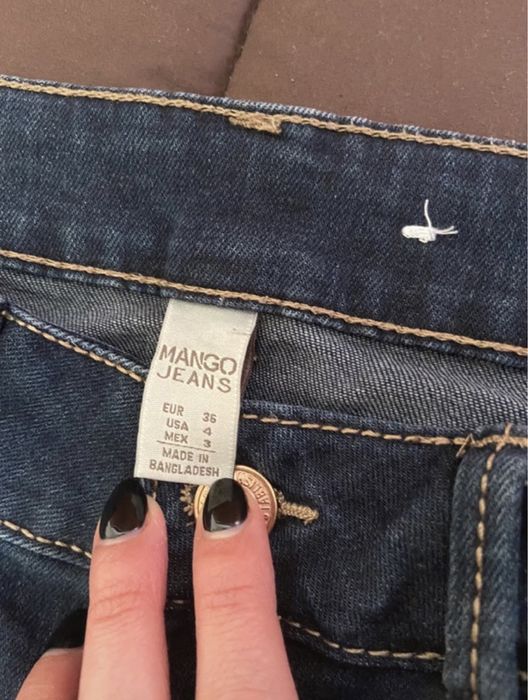 MANGO
JEANS
EUR 36
USA 4
MEX 3
MADE IN
BANGLADESH